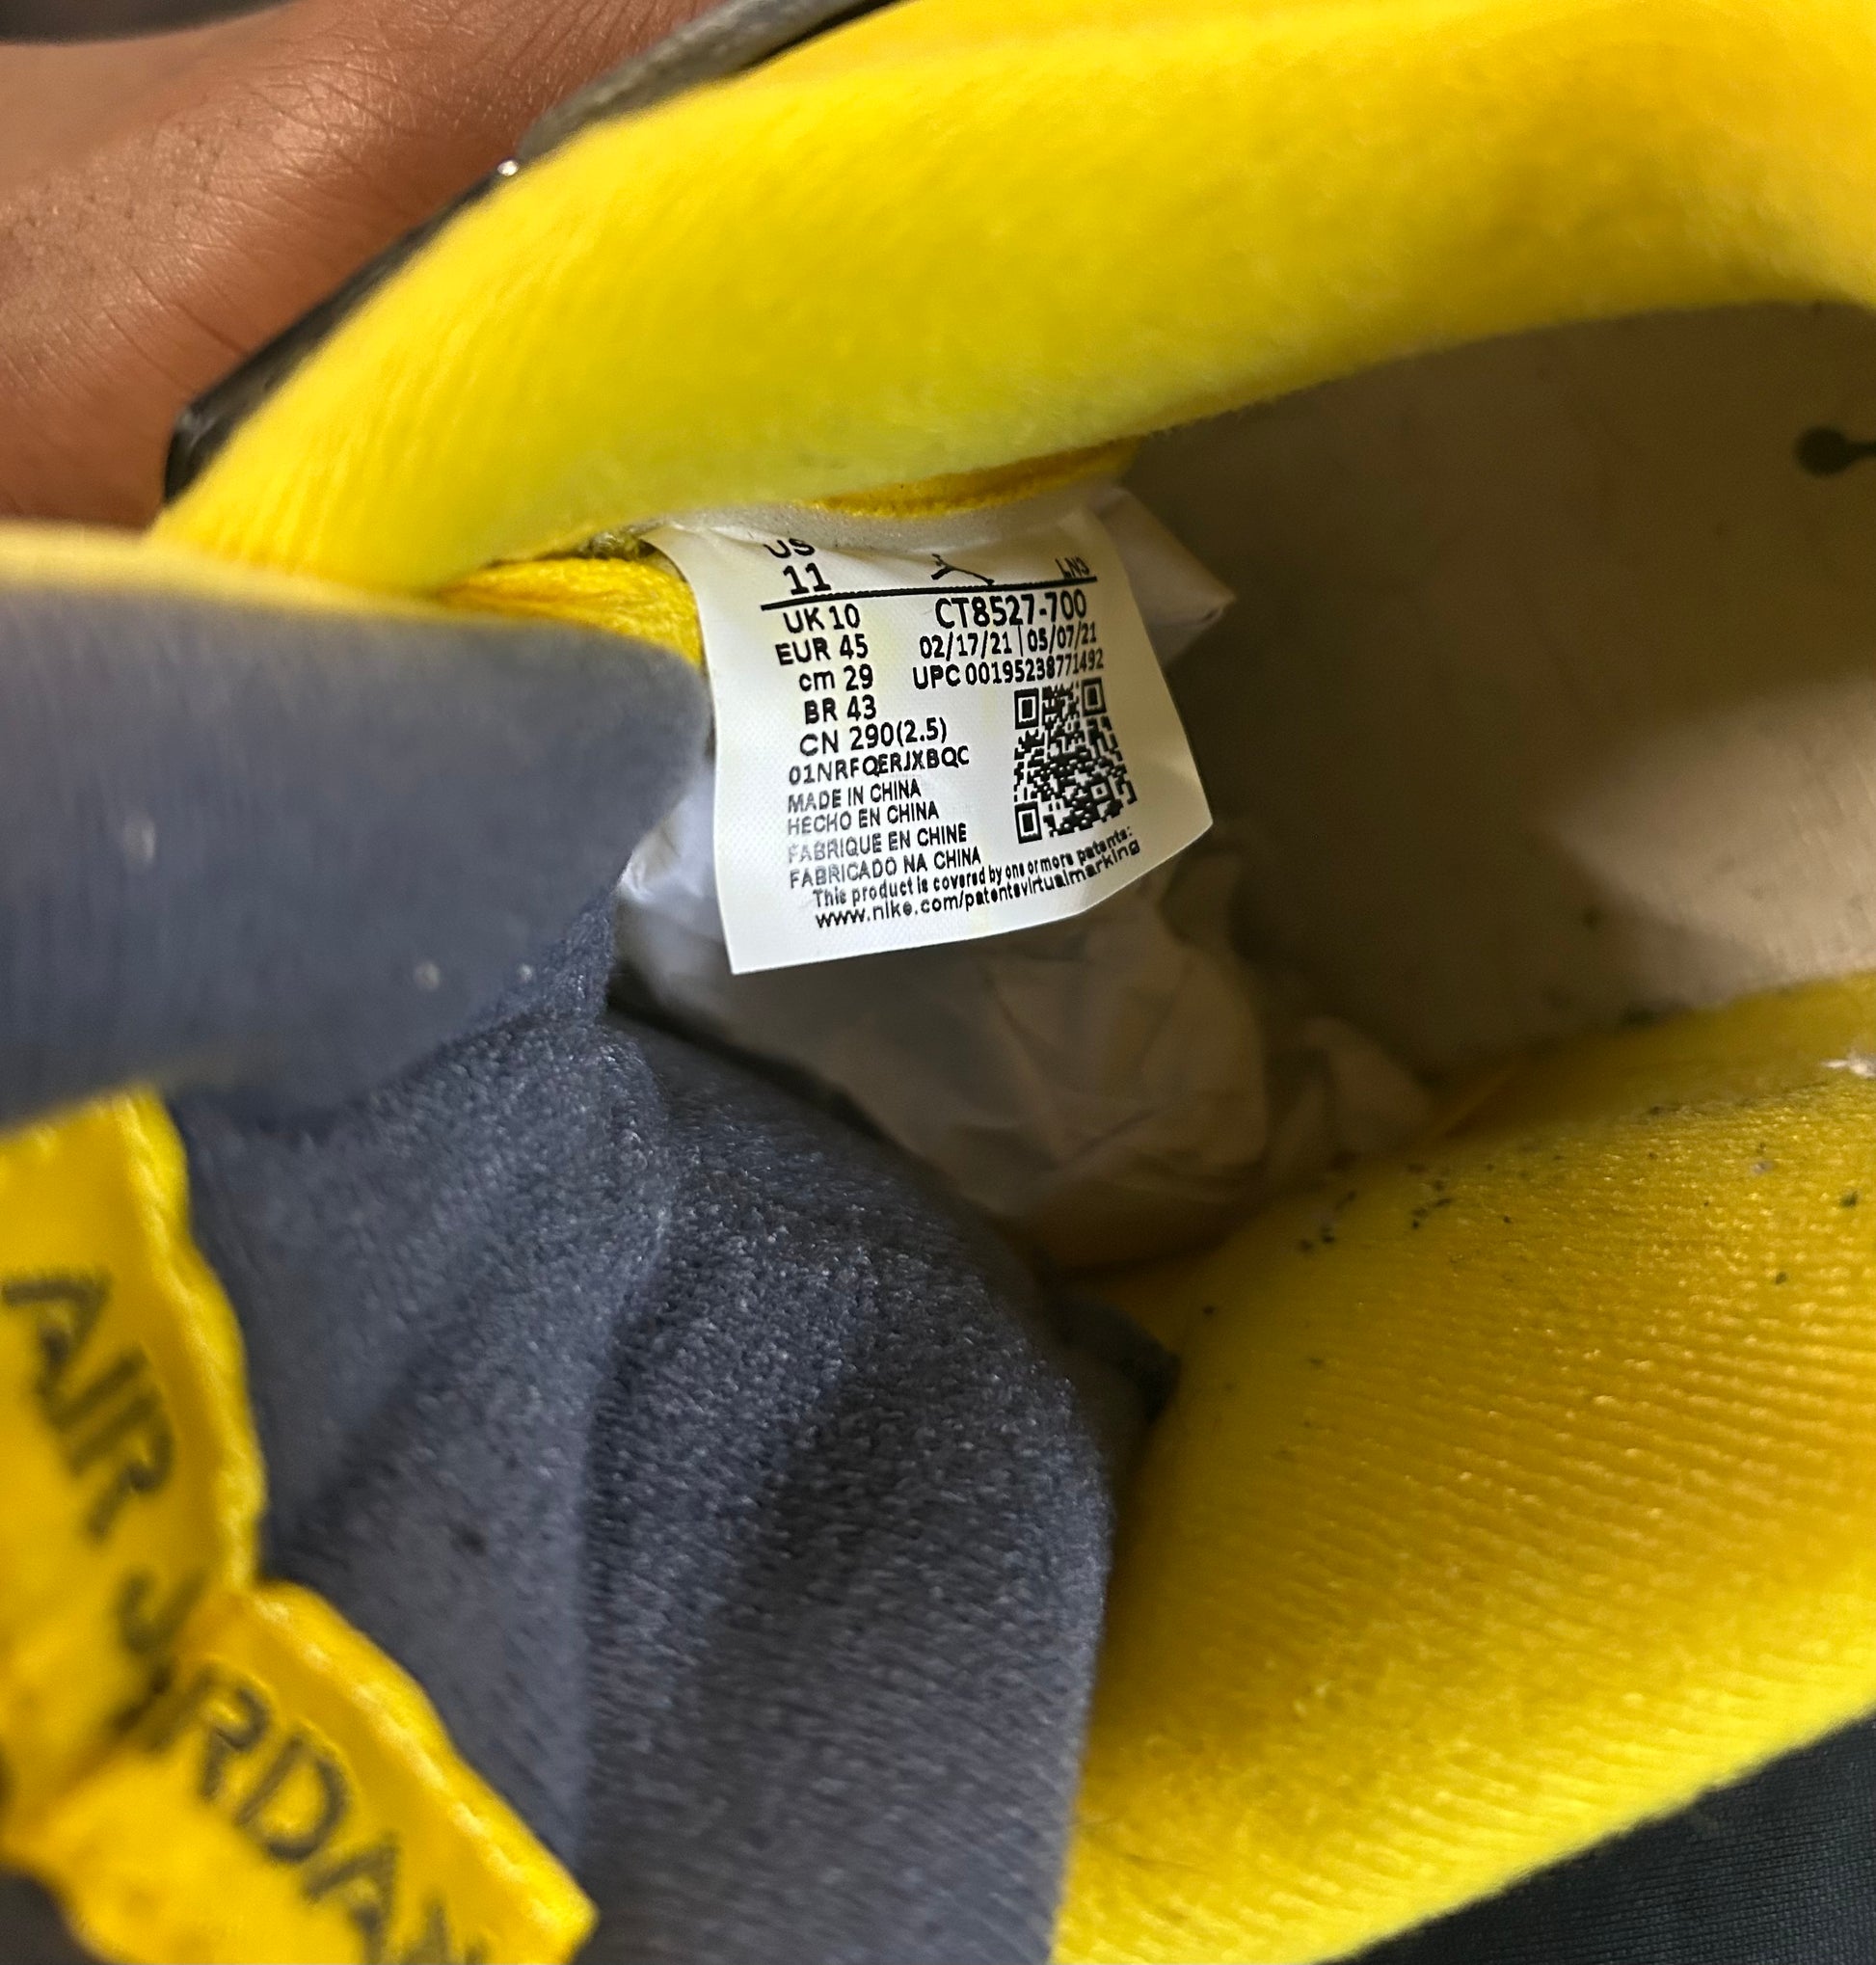 US
11
LN3
UK 10
CT8527-700
EUR 45
02/17/21 | 05/07/21
cm 29
UPC 00195238771492
BR 43
CN 290(2.5)
01NRFQERJXBQC
MADE IN CHINA
HECHO EN CHINA
FABRIQUE EN CHINE
FABRICADO NA CHINA
This product is covered by one or more patents:
www.nike.com/patentsvirtualmarking
AIR JORDAN